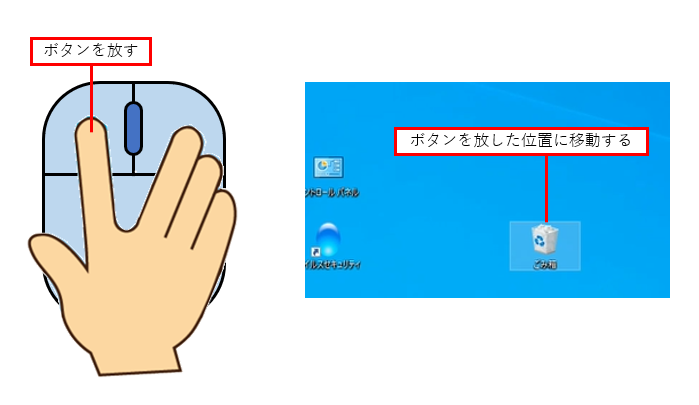 ボタンを放す
ボタンを放した位置に移動する
ントロール パネル
イルスセキュリティ
ごみ箱